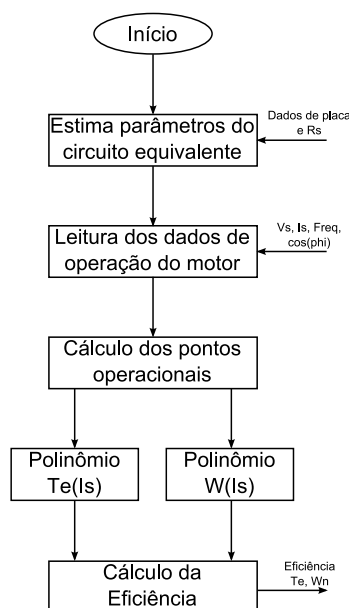 Início
Dados de placa
e Rs
Estima parâmetros do
circuito equivalente
Vs, Is, Freq,
cos(phi)
Leitura dos dados de
operação do motor
Cálculo dos pontos
operacionais
Polinômio
Te(Is)
Polinômio
W(Is)
Cálculo da
Eficiência
Eficiência
Te, Wn